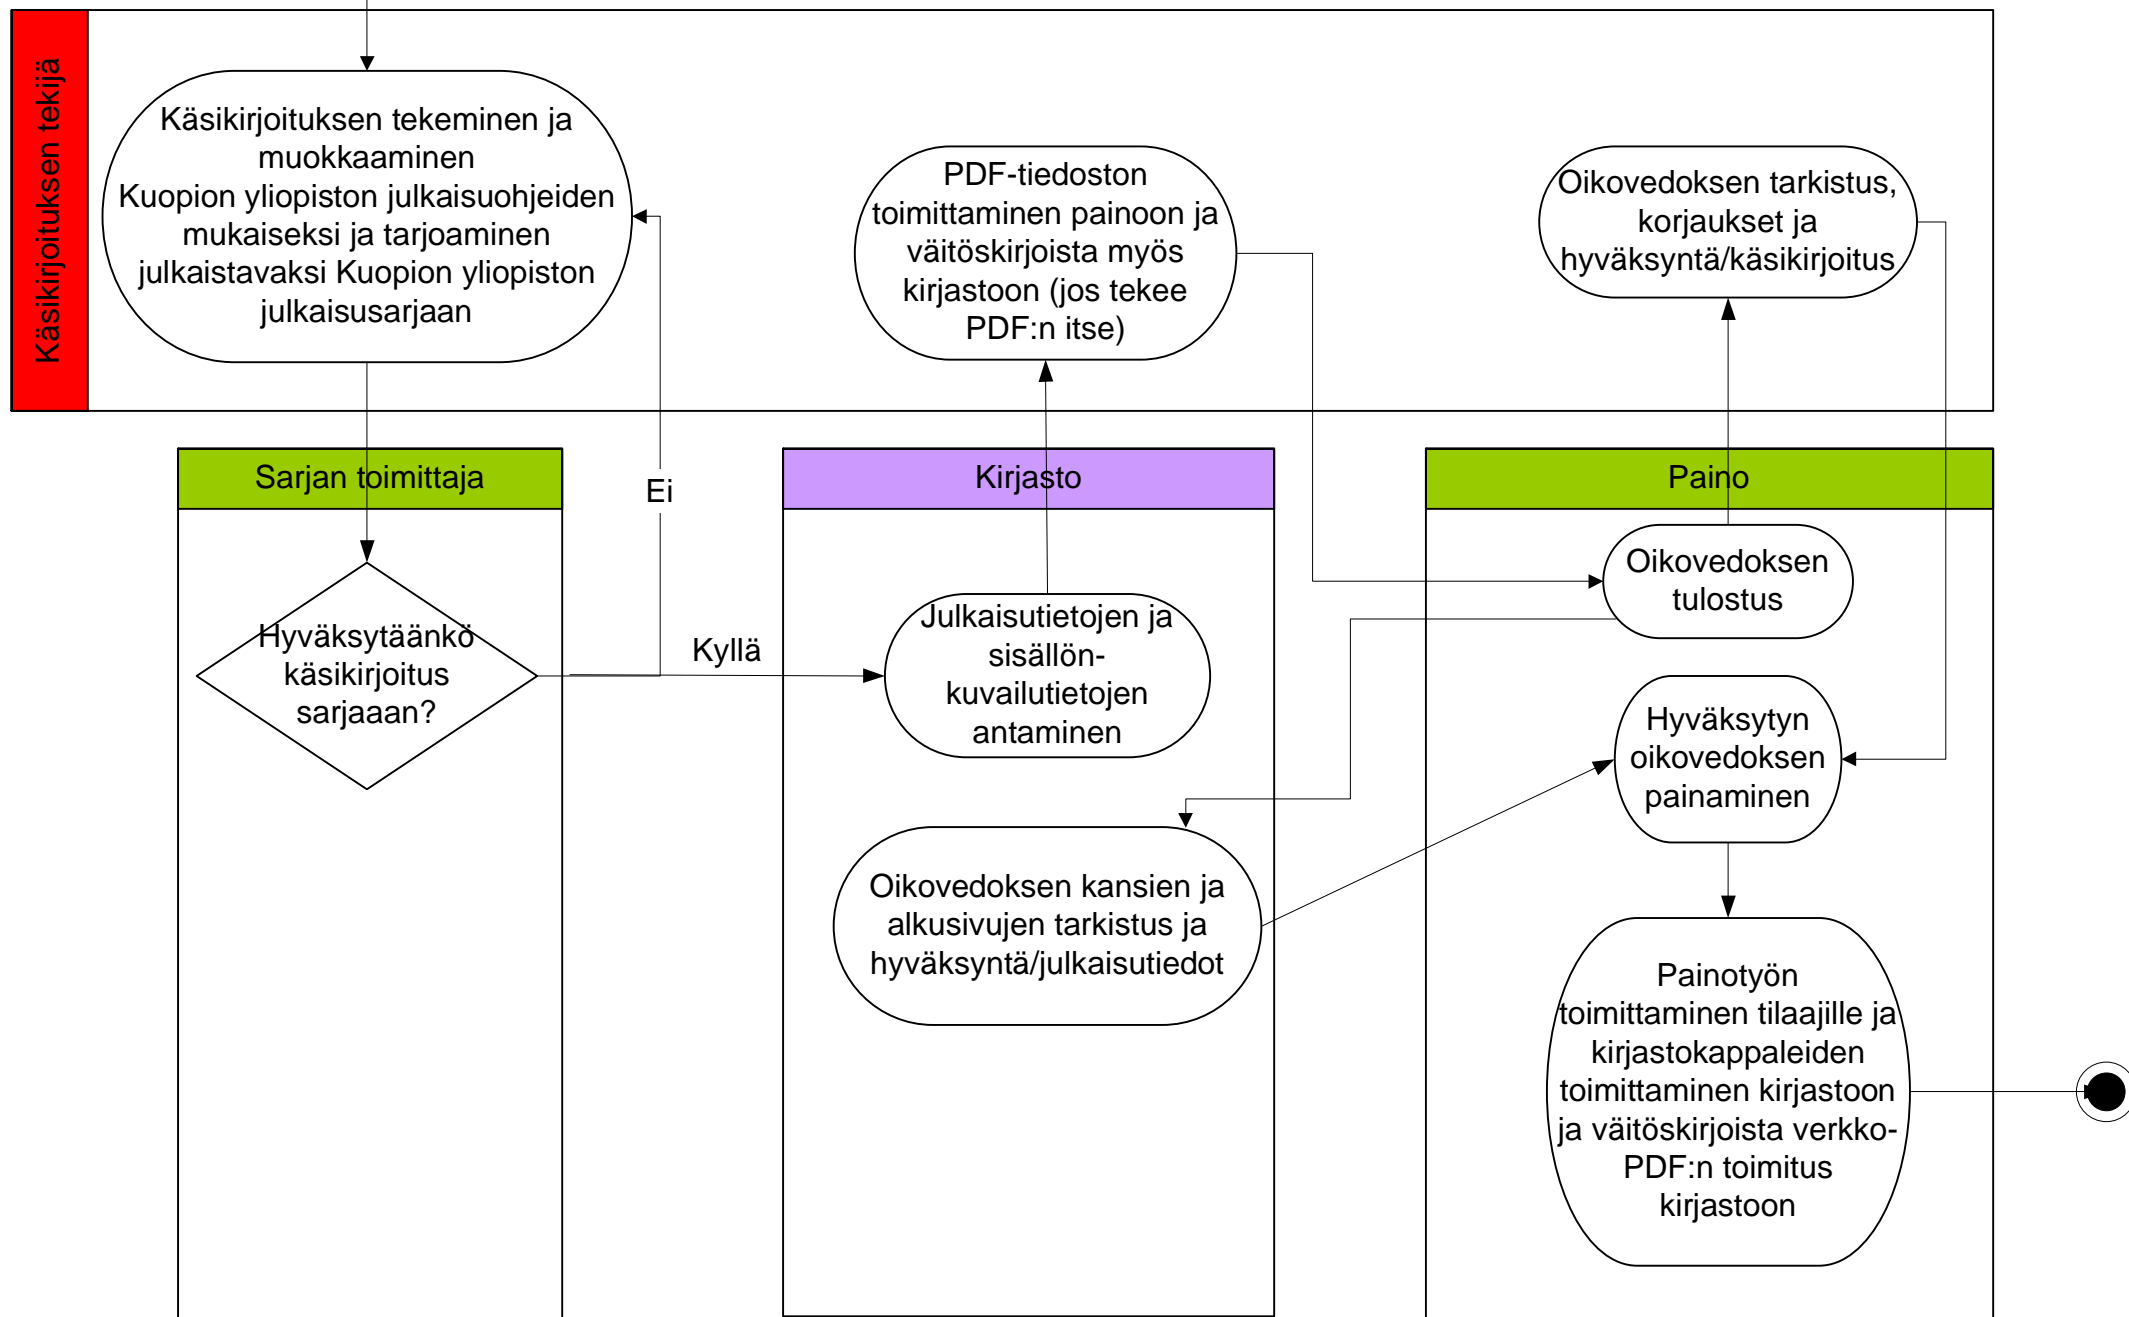 Käsikirjoituksen tekijä
Käsikirjoituksen tekeminen ja
muokkaaminen
Kuopion yliopiston julkaisuohjeiden
mukaiseksi ja tarjoaminen
julkaistavaksi Kuopion yliopiston
julkaisusarjaan
PDF-tiedoston
toimittaminen painoon ja
väitöskirjoista myös
kirjastoon (jos tekee
PDF:n itse)
Oikovedoksen tarkistus,
korjaukset ja
hyväksyntä/käsikirjoitus
Sarjan toimittaja
Ei
Kirjasto
Paino
Hyväksytäänkö
käsikirjoitus
sarjaaan?
Kyllä
Julkaisutietojen ja
sisällön-
kuvailutietojen
antaminen
Oikovedoksen
tulostus
Hyväksytyn
oikovedoksen
painaminen
Oikovedoksen kansien ja
alkusivujen tarkistus ja
hyväksyntä/julkaisutiedot
Painotyön
toimittaminen tilaajille ja
kirjastokappaleiden
toimittaminen kirjastoon
ja väitöskirjoista verkko-
PDF:n toimitus
kirjastoon